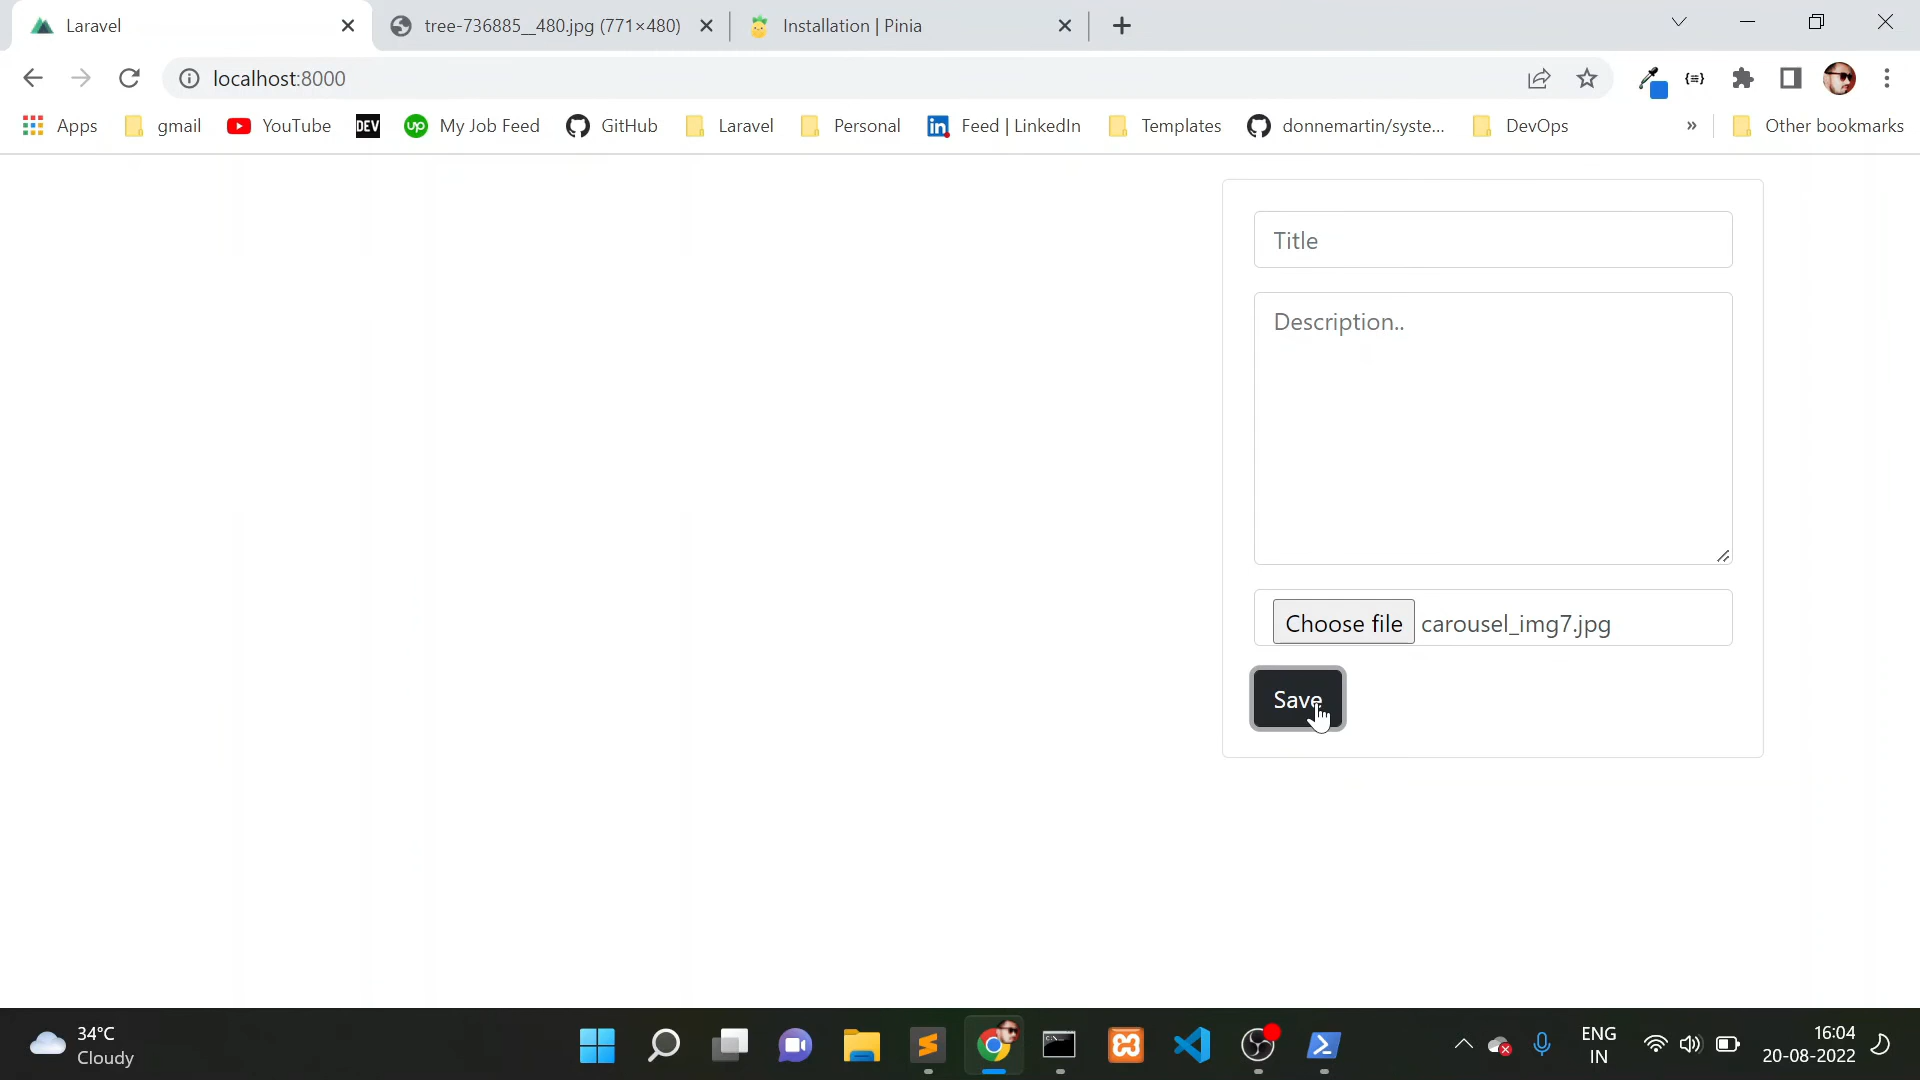 Laravel
tree-736885__480.jpg (771×480)
Installation | Pinia
localhost:8000
Apps
gmail
YouTube
DEV
up
My Job Feed
GitHub
Laravel
Personal
in
Feed | LinkedIn
Templates
donnemartin/syste...
DevOps
»
Other bookmarks
Title
Description..
Choose file carousel_img7.jpg
Save
34°C
Cloudy
ENG
IN
16:04
20-08-2022